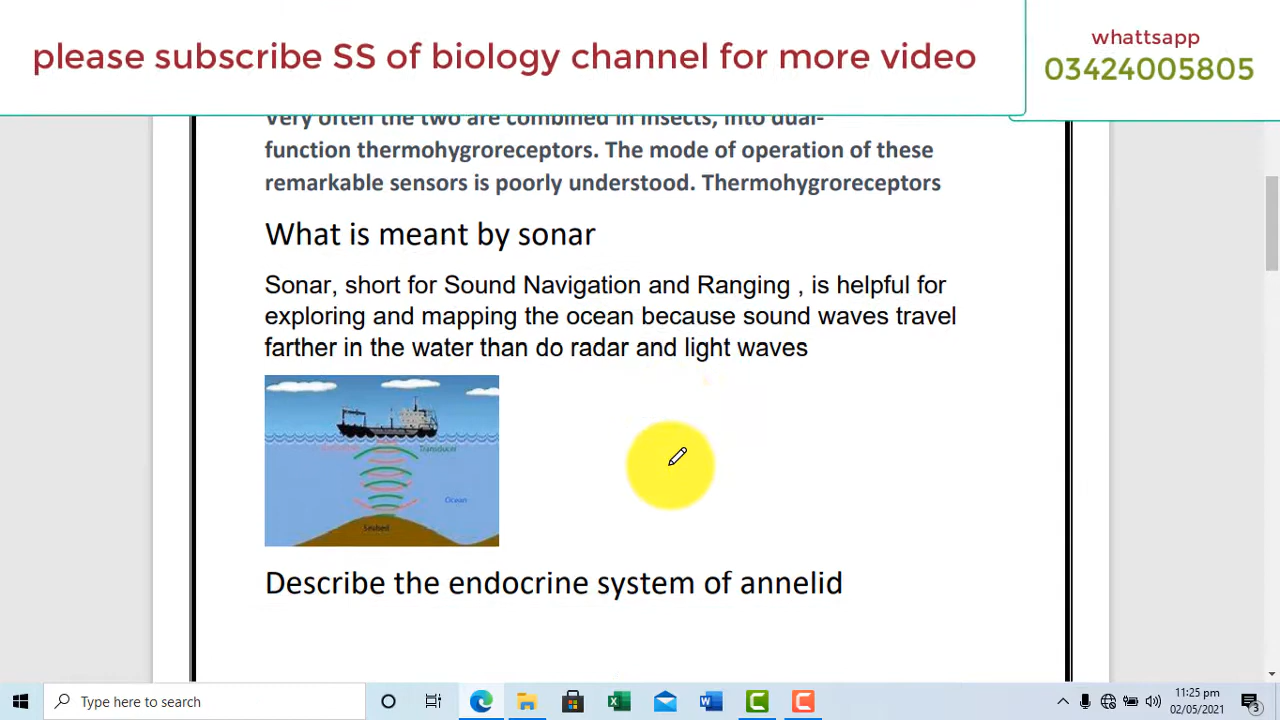 please subscribe SS of biology channel for more video
whattsapp
03424005805
Very often the two are combined in insects, into dual-
function thermohygroreceptors. The mode of operation of these
remarkable sensors is poorly understood. Thermohygroreceptors
What is meant by sonar
Sonar, short for Sound Navigation and Ranging , is helpful for
exploring and mapping the ocean because sound waves travel
farther in the water than do radar and light waves
Transducer
Ocean
Seabed
Describe the endocrine system of annelid
Type here to search
11:25 pm
02/05/2021
3